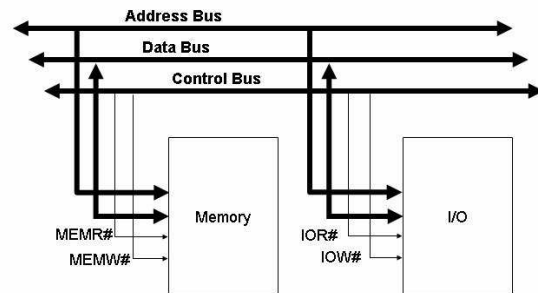 Address Bus
Data Bus
Control Bus
Memory
I/O
MEMR#
IOR#
MEMW#
IOW#